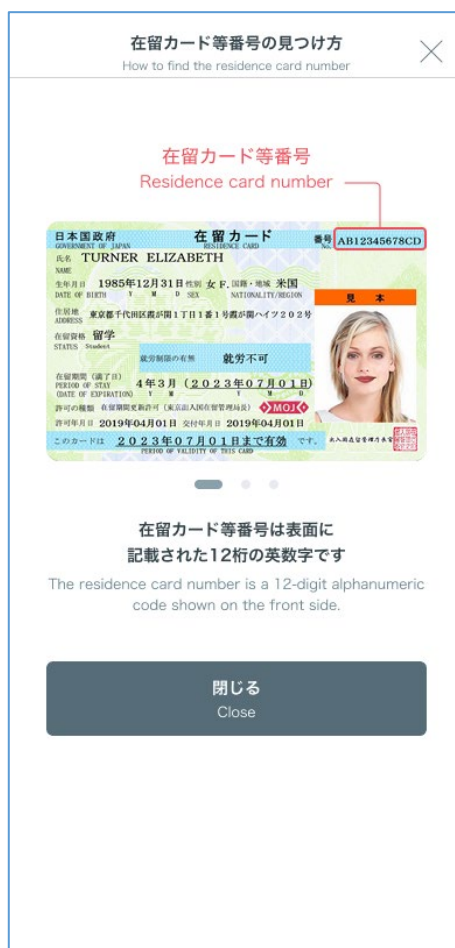 在留カード等番号の見つけ方
How to find the residence card number
在留カード等番号
Residence card number
日本国政府 在留カード 番号 AB12345678CD
GOVERNMENT OF JAPAN RESIDENCE CARD No.
氏名 TURNER ELIZABETH
NAME
生年月日 1985年12月31日 性別 女 F. 国籍・地域 米国
DATE OF BIRTH Y M D SEX NATIONALITY/REGION
見 本
住居地 東京都千代田区霞が関1丁目1番1号霞が関ハイツ202号
ADDRESS
在留資格 留学
STATUS Student
就労制限の有無 就労不可
在留期間(満了日) 4年3月(2023年07月01日)
PERIOD OF STAY
(DATE OF EXPIRATION) Y M Y M D
許可の種類 在留期間更新許可(東京出入国在留管理局長) MOJ
許可年月日 2019年04月01日 交付年月日 2019年04月01日
このカードは 2023年07月01日まで有効 です。
PERIOD OF VALIDITY OF THIS CARD
出入国在留管理庁長官
在留カード等番号は表面に
記載された12桁の英数字です
The residence card number is a 12-digit alphanumeric
code shown on the front side.
閉じる
Close